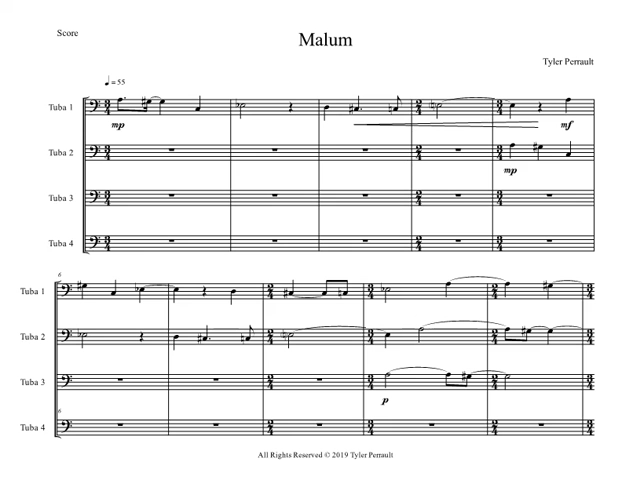 Score
Malum
Tyler Perrault
♩ = 55
Tuba 1
mp
mf
Tuba 2
mp
Tuba 3
Tuba 4
6
Tuba 1
Tuba 2
Tuba 3
p
6
Tuba 4
All Rights Reserved © 2019 Tyler Perrault